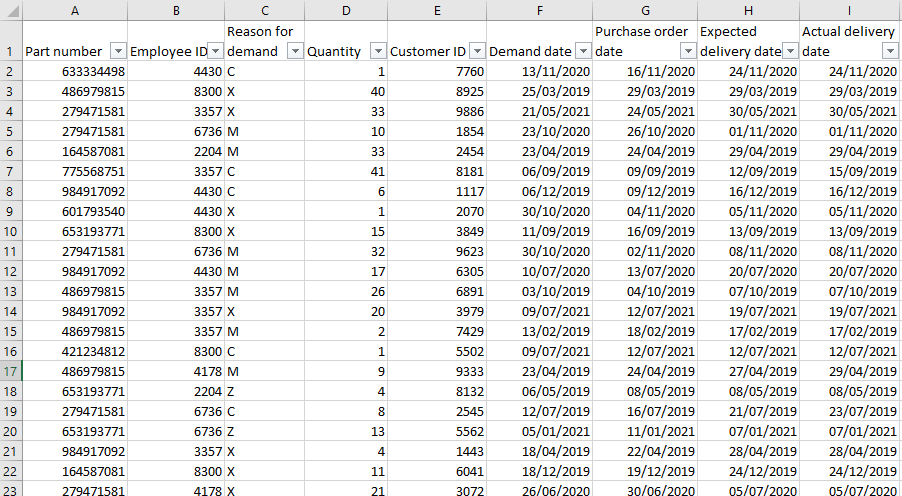 A B C D E F G H I
1 Part number Employee ID Reason for demand Quantity Customer ID Demand date Purchase order date Expected delivery date Actual delivery date
2 633334498 4430 C 1 7760 13/11/2020 16/11/2020 24/11/2020 24/11/2020
3 486979815 8300 X 40 8925 25/03/2019 29/03/2019 29/03/2019 29/03/2019
4 279471581 3357 X 33 9886 21/05/2021 24/05/2021 30/05/2021 30/05/2021
5 279471581 6736 M 10 1854 23/10/2020 26/10/2020 01/11/2020 01/11/2020
6 164587081 2204 M 33 2454 23/04/2019 24/04/2019 29/04/2019 29/04/2019
7 775568751 3357 C 41 8181 06/09/2019 09/09/2019 12/09/2019 15/09/2019
8 984917092 4430 C 6 1117 06/12/2019 09/12/2019 16/12/2019 16/12/2019
9 601793540 4430 X 1 2070 30/10/2020 04/11/2020 05/11/2020 05/11/2020
10 653193771 8300 X 15 3849 11/09/2019 16/09/2019 13/09/2019 13/09/2019
11 279471581 6736 M 32 9623 30/10/2020 02/11/2020 08/11/2020 08/11/2020
12 984917092 4430 M 17 6305 10/07/2020 13/07/2020 20/07/2020 20/07/2020
13 486979815 3357 M 26 6891 03/10/2019 04/10/2019 07/10/2019 07/10/2019
14 984917092 3357 X 20 3979 09/07/2021 12/07/2021 19/07/2021 19/07/2021
15 486979815 3357 M 2 7429 13/02/2019 18/02/2019 17/02/2019 17/02/2019
16 421234812 8300 C 1 5502 09/07/2021 12/07/2021 12/07/2021 12/07/2021
17 486979815 4178 M 9 9333 23/04/2019 24/04/2019 27/04/2019 29/04/2019
18 653193771 2204 Z 4 8132 06/05/2019 08/05/2019 08/05/2019 08/05/2019
19 279471581 6736 C 8 2545 12/07/2019 16/07/2019 21/07/2019 23/07/2019
20 653193771 6736 Z 13 5562 05/01/2021 11/01/2021 07/01/2021 07/01/2021
21 984917092 3357 X 4 1443 18/04/2019 22/04/2019 28/04/2019 28/04/2019
22 164587081 8300 X 11 6041 18/12/2019 19/12/2019 24/12/2019 24/12/2019
23 279471581 4178 X 21 3072 26/06/2020 30/06/2020 05/07/2020 05/07/2020